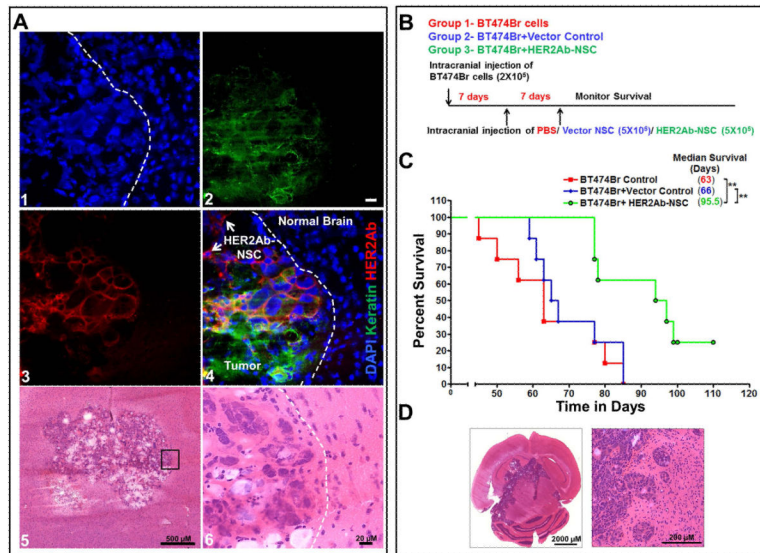 A
1
2
3
Normal Brain
HER2Ab-
NSC
Tumor
4
DAPI Keratin HER2Ab
5
500 µM
6
20 µM
B
Group 1- BT474Br cells
Group 2- BT474Br+Vector Control
Group 3- BT474Br+HER2Ab-NSC
Intracranial injection of
BT474Br cells (2X10⁵)
7 days
7 days
Monitor Survival
Intracranial injection of PBS/ Vector NSC (5X10⁵)/ HER2Ab-NSC (5X10⁵)
C
Median Survival
(Days)
BT474Br Control (63)
BT474Br+Vector Control (66)
BT474Br+ HER2Ab-NSC (95.5)
**
**
Percent Survival
100
90
80
70
60
50
40
30
20
10
0
0 50 60 70 80 90 100 110 120
Time in Days
D
2000 µM
200 µM